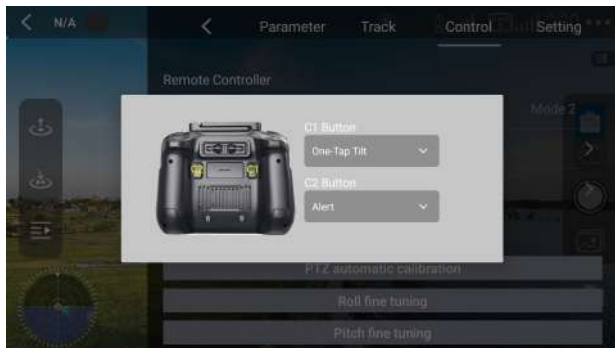 N/A
Parameter Track Control Setting
Remote Controller
Mode 2
C1 Button
One-Tap Tilt
C2 Button
Alert
PTZ automatic calibration
Roll fine tuning
Pitch fine tuning